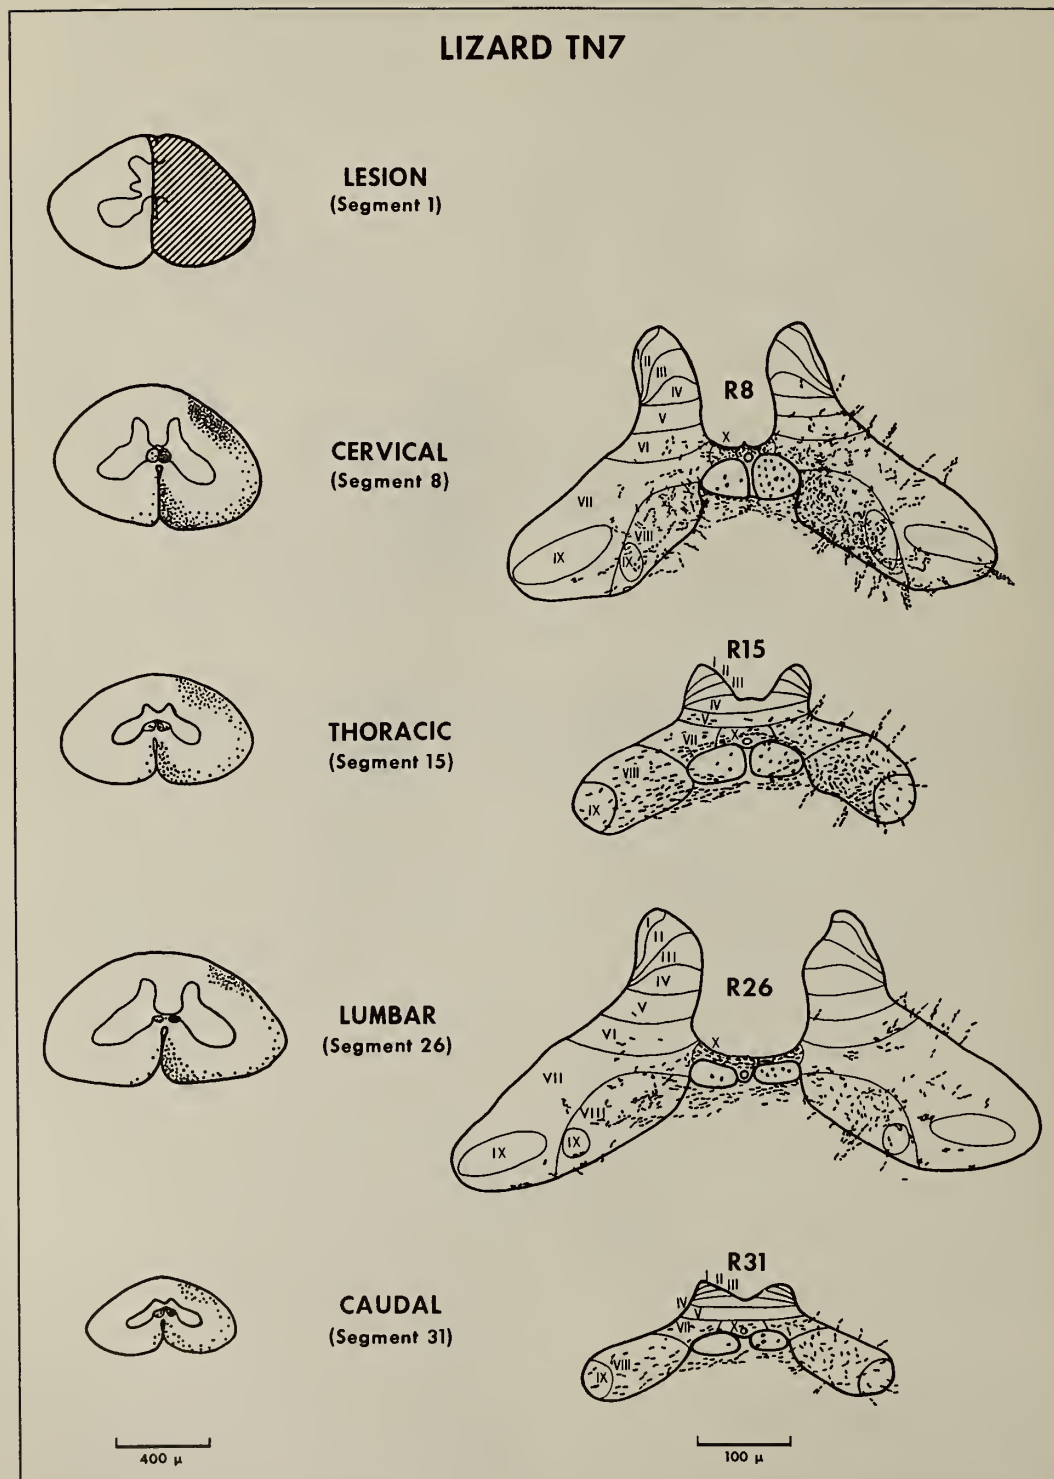 LIZARD TN7
LESION
(Segment 1)
CERVICAL
(Segment 8)
R8
II
III
IV
V
X
VI
VII
VIII
IX
IX
THORACIC
(Segment 15)
R15
I
II
III
IV
V
X
VII
VIII
IX
LUMBAR
(Segment 26)
R26
I
II
III
IV
V
VI
X
VII
VIII
IX
IX
CAUDAL
(Segment 31)
R31
I
II
III
IV
V
VII
X
VIII
IX
400 μ
100 μ